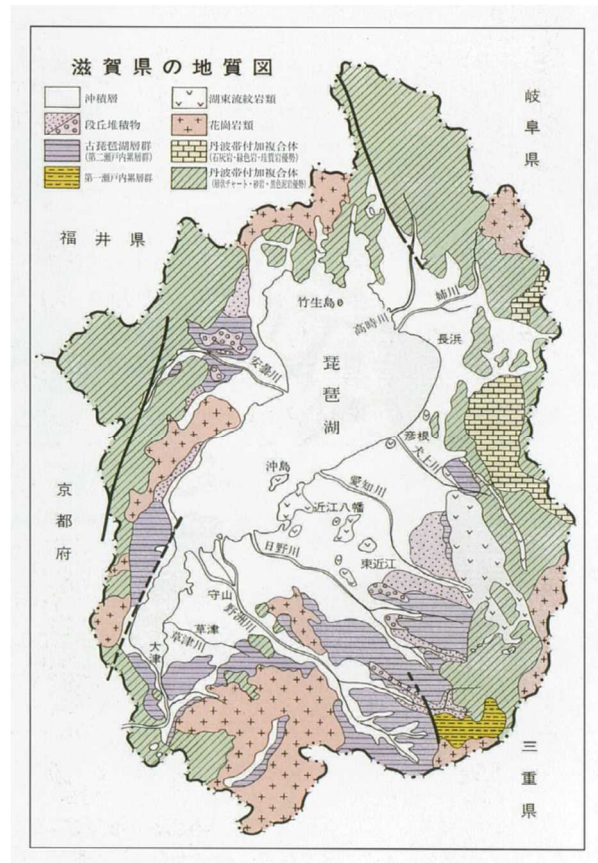 滋賀県の地質図
沖積層
湖東流紋岩類
段丘堆積物
花崗岩類
古琵琶湖層群
(第二瀬戸内累層群)
丹波帯付加複合体
(石灰岩・緑色岩・珪質岩優勢)
第一瀬戸内累層群
丹波帯付加複合体
(層状チャート・砂岩・黒色泥岩優勢)
岐阜県
福井県
竹生島
高時川
姉川
長浜
琵琶湖
安曇川
彦根
犬上川
沖島
愛知川
近江八幡
京都府
日野川
東近江
守山
野洲川
草津
草津川
大津
三重県